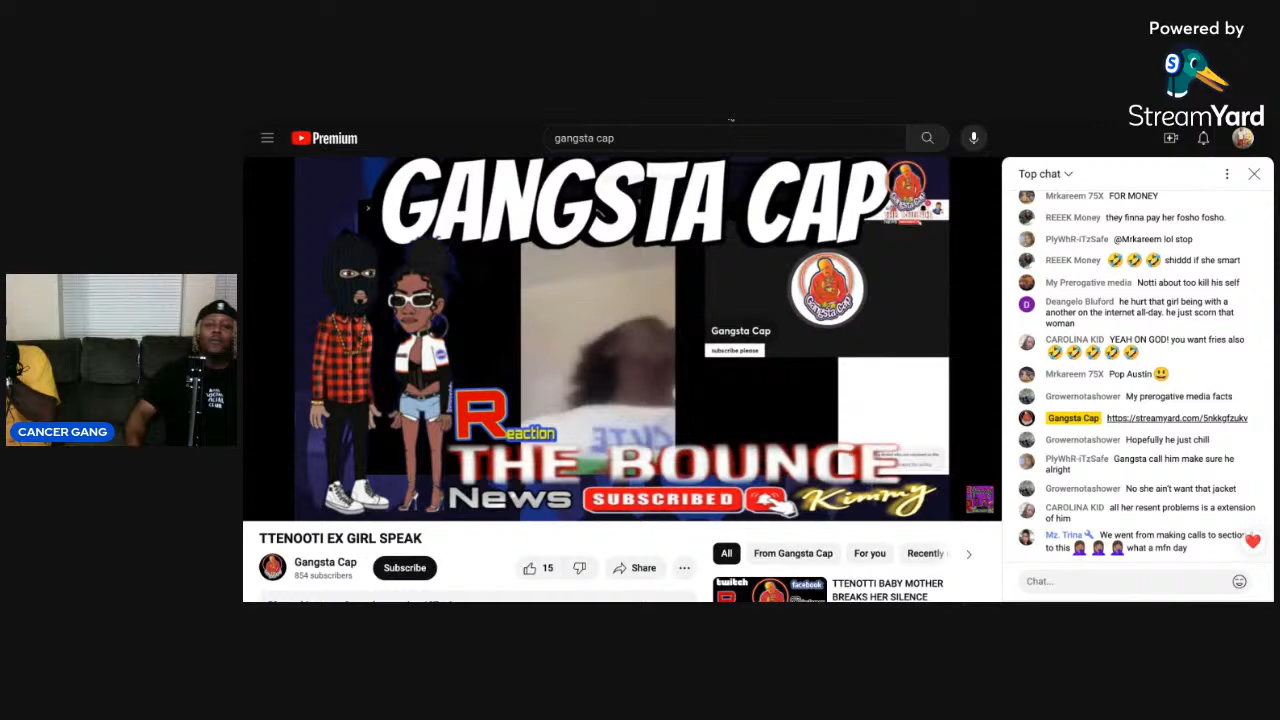 Powered by
StreamYard
Premium
gangsta cap
GANGSTA CAP
Gangsta Cap
subscribe please
Reaction
THE BOUNCE
News SUBSCRIBED Kimmy
CANCER GANG
TTENOOTI EX GIRL SPEAK
Gangsta Cap
854 subscribers
Subscribe
15
Share
All
From Gangsta Cap
For you
Recently
twitch
facebook
TTENOTTI BABY MOTHER
BREAKS HER SILENCE
Top chat
Mrkareem 75X FOR MONEY
REEEK Money they finna pay her fosho fosho.
PlyWhR-iTzSafe @Mrkareem lol stop
REEEK Money 🤣 🤣 🤣 shiddd if she smart
My Prerogative media Notti about too kill his self
Deangelo Bluford he hurt that girl being with a
another on the internet all-day. he just scorn that
woman
CAROLINA KID YEAH ON GOD! you want fries also
🤣 🤣 🤣 🤣 🤣
Mrkareem 75X Pop Austin 😃
Growernotashower My prerogative media facts
Gangsta Cap https://streamyard.com/5nkkgfzukv
Growernotashower Hopefully he just chill
PlyWhR-iTzSafe Gangsta call him make sure he
alright
Growernotashower No she ain't want that jacket
CAROLINA KID all her resent problems is a extension
of him
Mz. Trina We went from making calls to section
to this 🤦🏽‍♀️ 🤦🏽‍♀️ 🤦🏽‍♀️ what a mfn day
Chat...